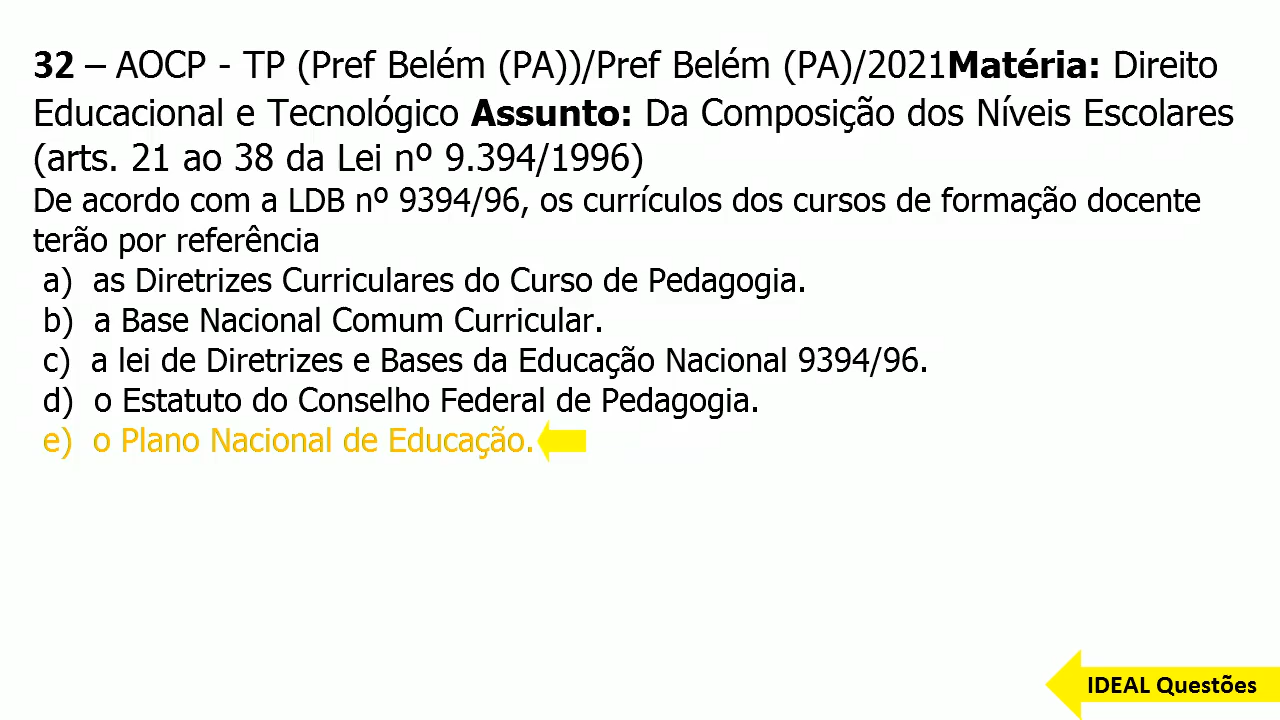 32 – AOCP - TP (Pref Belém (PA))/Pref Belém (PA)/2021Matéria: Direito
Educacional e Tecnológico Assunto: Da Composição dos Níveis Escolares
(arts. 21 ao 38 da Lei nº 9.394/1996)
De acordo com a LDB nº 9394/96, os currículos dos cursos de formação docente
terão por referência
a) as Diretrizes Curriculares do Curso de Pedagogia.
b) a Base Nacional Comum Curricular.
c) a lei de Diretrizes e Bases da Educação Nacional 9394/96.
d) o Estatuto do Conselho Federal de Pedagogia.
e) o Plano Nacional de Educação.
IDEAL Questões